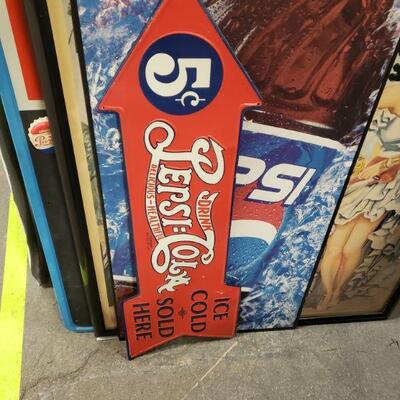 5¢
DRINK
PEPSI:COLA
DELICIOUS-HEALTHFUL
ICE
COLD
SOLD
HERE
PSI